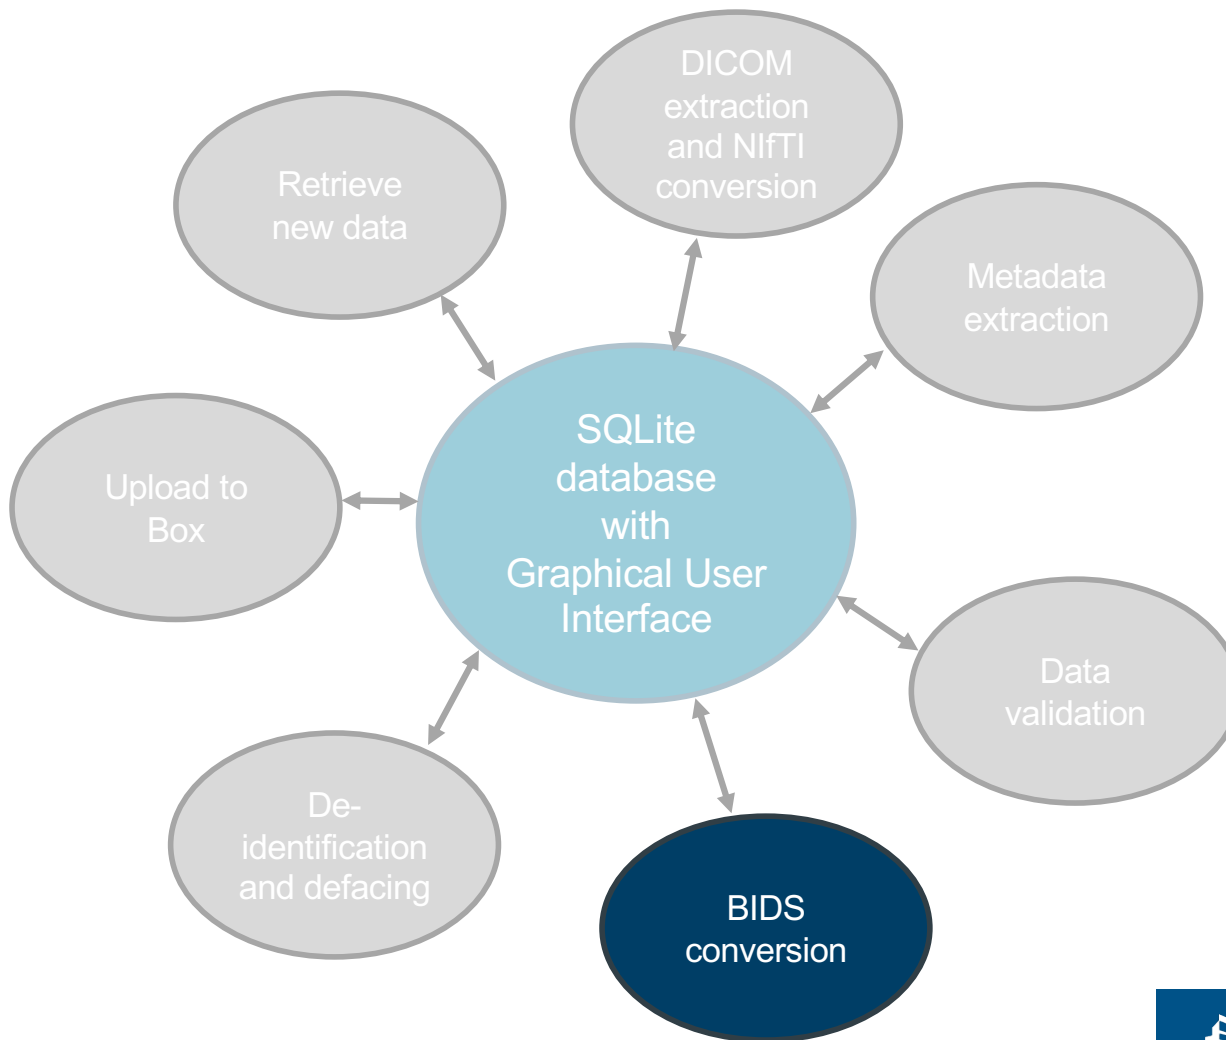 DICOM
extraction
and NIfTI
conversion
Retrieve
new data
Metadata
extraction
SQLite
database
with
Graphical User
Interface
Upload to
Box
Data
validation
De-
identification
and defacing
BIDS
conversion